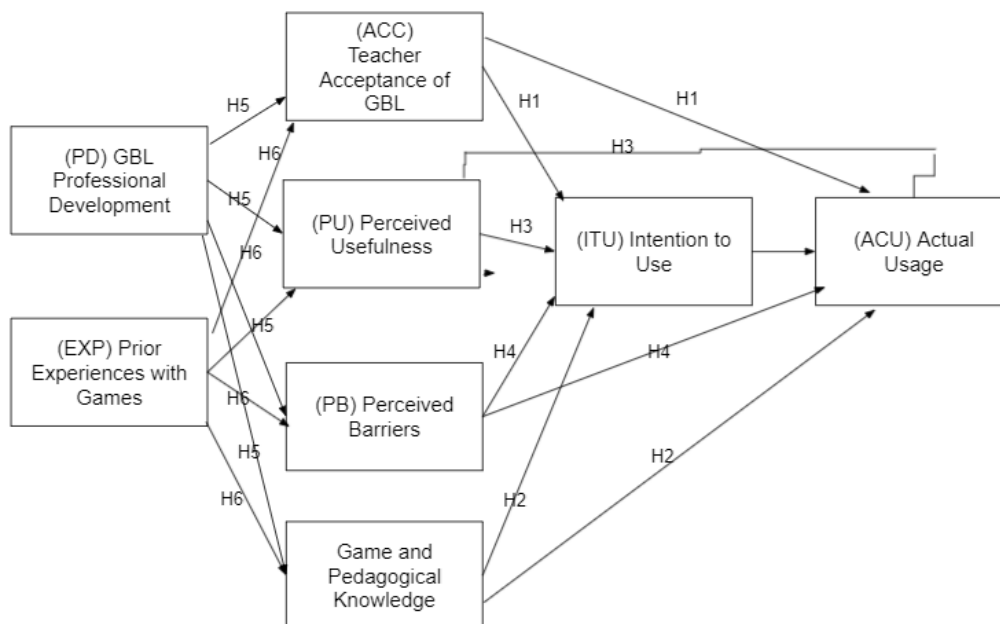 (ACC)
Teacher
Acceptance of
GBL
H1
H1
H5
H3
(PD) GBL
Professional
Development
H6
H5
(PU) Perceived
Usefulness
H3
(ITU) Intention to
Use
(ACU) Actual
Usage
H6
H5
(EXP) Prior
Experiences with
Games
H4
H4
H6
(PB) Perceived
Barriers
H5
H2
H6
H2
Game and
Pedagogical
Knowledge